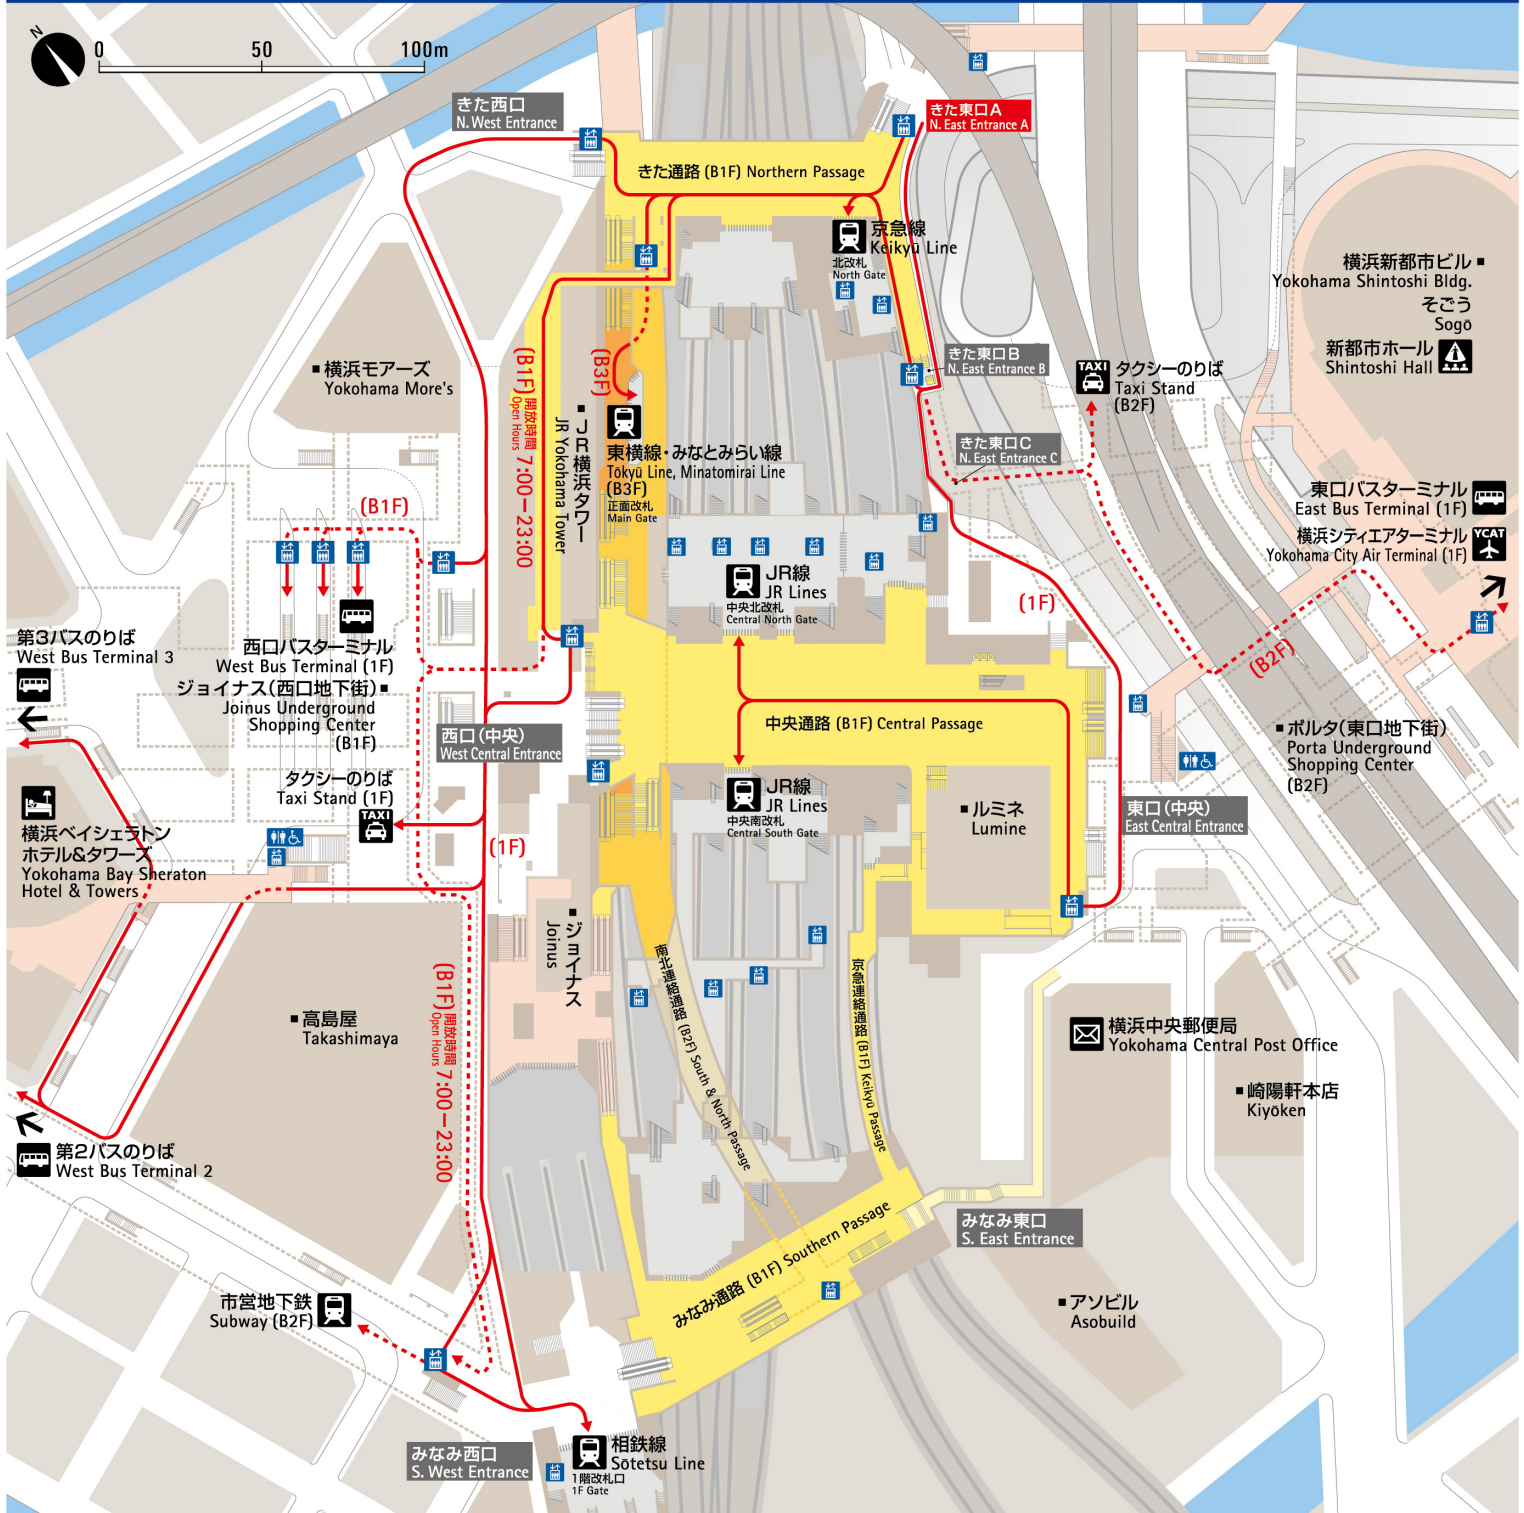 N
0 50 100m
きた西口
N. West Entrance
きた東口A
N. East Entrance A
きた通路 (B1F) Northern Passage
京急線
Keikyū Line
北改札
North Gate
横浜新都市ビル
Yokohama Shintoshi Bldg.
そごう
Sogō
新都市ホール
Shintoshi Hall
きた東口B
N. East Entrance B
TAXI
タクシーのりば
Taxi Stand
(B2F)
横浜モアーズ
Yokohama More's
(B1F) 開放時間 7:00ー23:00
Open Hours
JR横浜タワー
JR Yokohama Tower
(B3F)
東横線・みなとみらい線
Tōkyū Line, Minatomirai Line
(B3F)
正面改札
Main Gate
きた東口C
N. East Entrance C
東口バスターミナル
East Bus Terminal (1F)
横浜シティエアターミナル
Yokohama City Air Terminal (1F)
YCAT
(B1F)
JR線
JR Lines
中央北改札
Central North Gate
(1F)
(B2F)
第3バスのりば
West Bus Terminal 3
西口バスターミナル
West Bus Terminal (1F)
ジョイナス(西口地下街)
Joinus Underground
Shopping Center
(B1F)
西口(中央)
West Central Entrance
中央通路 (B1F) Central Passage
ポルタ(東口地下街)
Porta Underground
Shopping Center
(B2F)
タクシーのりば
Taxi Stand (1F)
TAXI
JR線
JR Lines
中央南改札
Central South Gate
ルミネ
Lumine
東口(中央)
East Central Entrance
横浜ベイシェラトン
ホテル&タワーズ
Yokohama Bay Sheraton
Hotel & Towers
(1F)
ジョイナス
Joinus
南北連絡通路 (B2F) South & North Passage
京急連絡通路 (B1F) Keikyū Passage
(B1F) 開放時間 7:00ー23:00
Open Hours
高島屋
Takashimaya
横浜中央郵便局
Yokohama Central Post Office
崎陽軒本店
Kiyōken
第2バスのりば
West Bus Terminal 2
みなみ通路 (B1F) Southern Passage
みなみ東口
S. East Entrance
市営地下鉄
Subway (B2F)
アソビル
Asobuild
みなみ西口
S. West Entrance
相鉄線
Sōtetsu Line
1階改札口
1F Gate